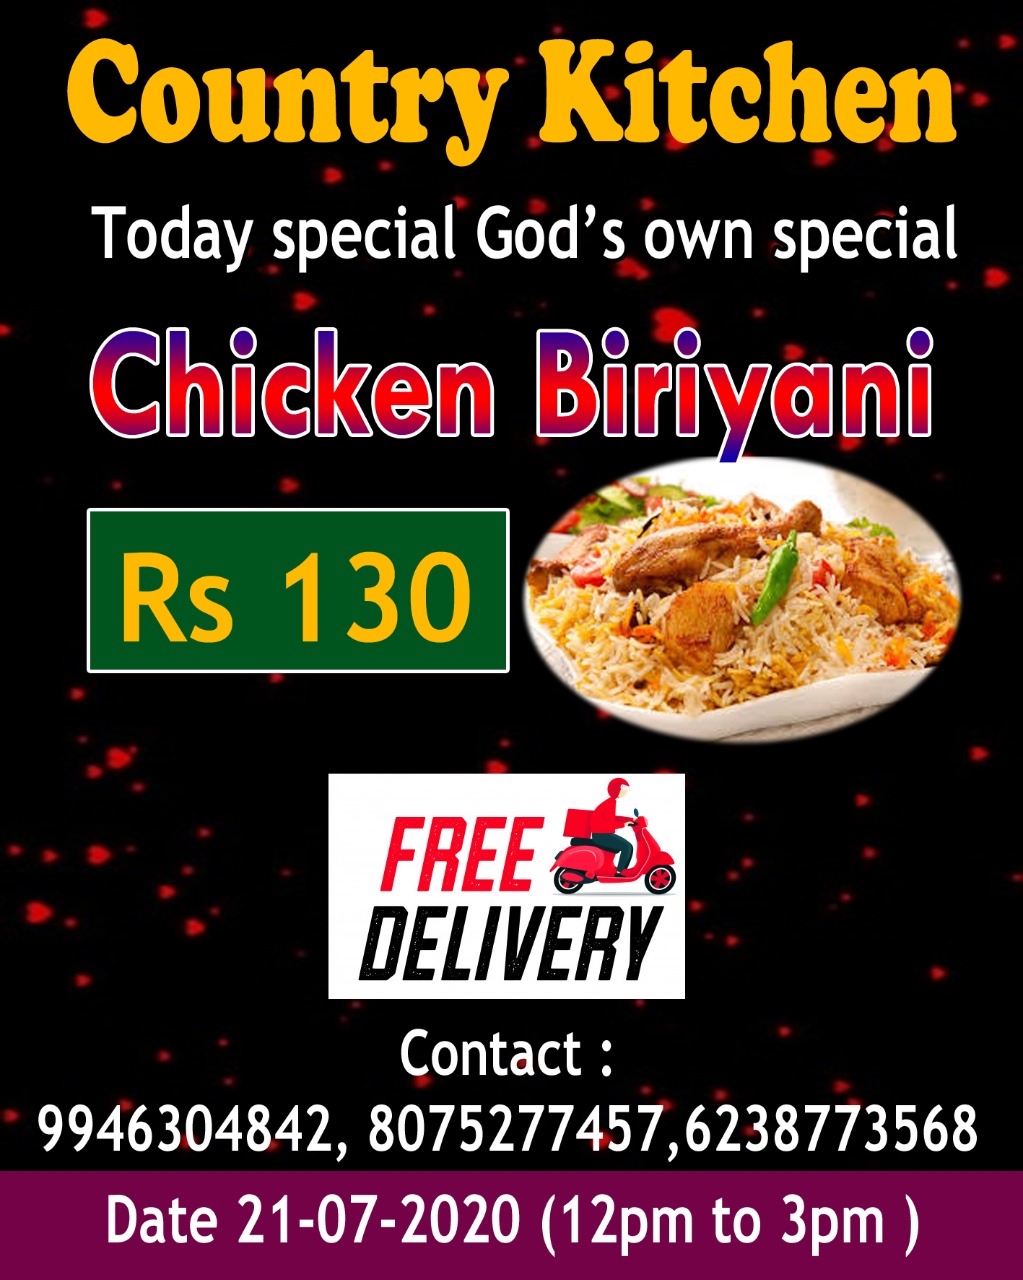 Country Kitchen
Today special God’s own special
Chicken Biriyani
Rs 130
FREE
DELIVERY
Contact :
9946304842, 8075277457,6238773568
Date 21-07-2020 (12pm to 3pm )